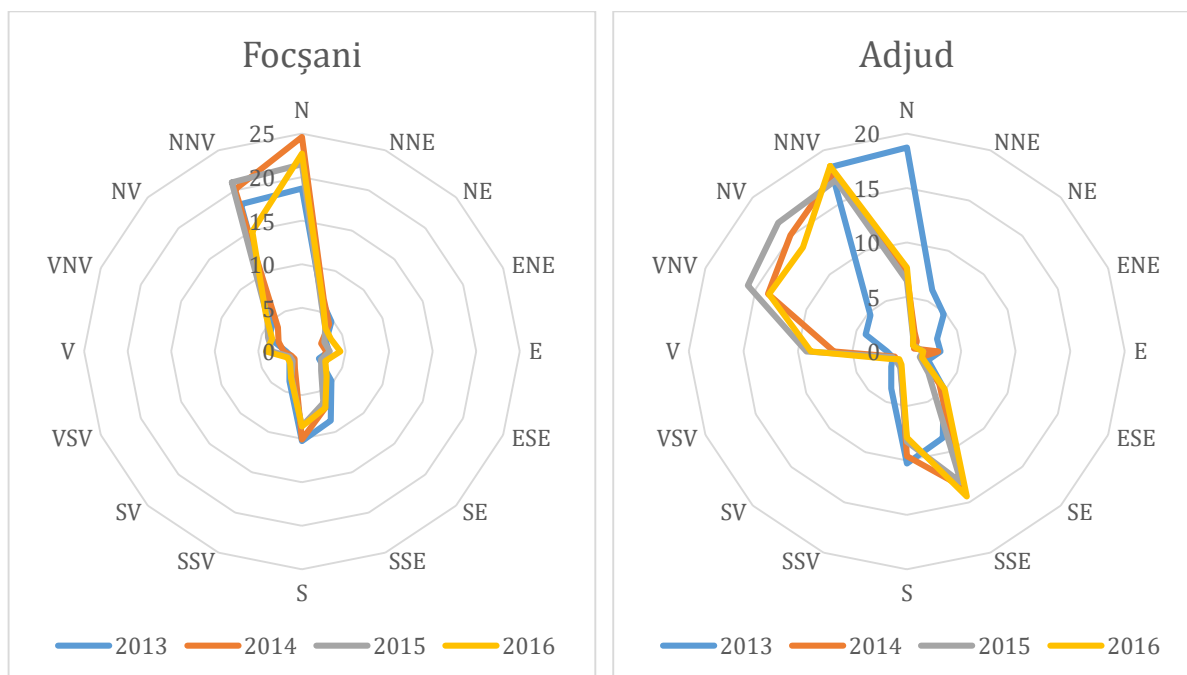 Focșani
N
NNE
NE
ENE
E
ESE
SE
SSE
S
SSV
SV
VSV
V
VNV
NV
NNV
25
20
15
10
5
0
2013 2014 2015 2016
Adjud
N
NNE
NE
ENE
E
ESE
SE
SSE
S
SSV
SV
VSV
V
VNV
NV
NNV
20
15
10
5
0
2013 2014 2015 2016